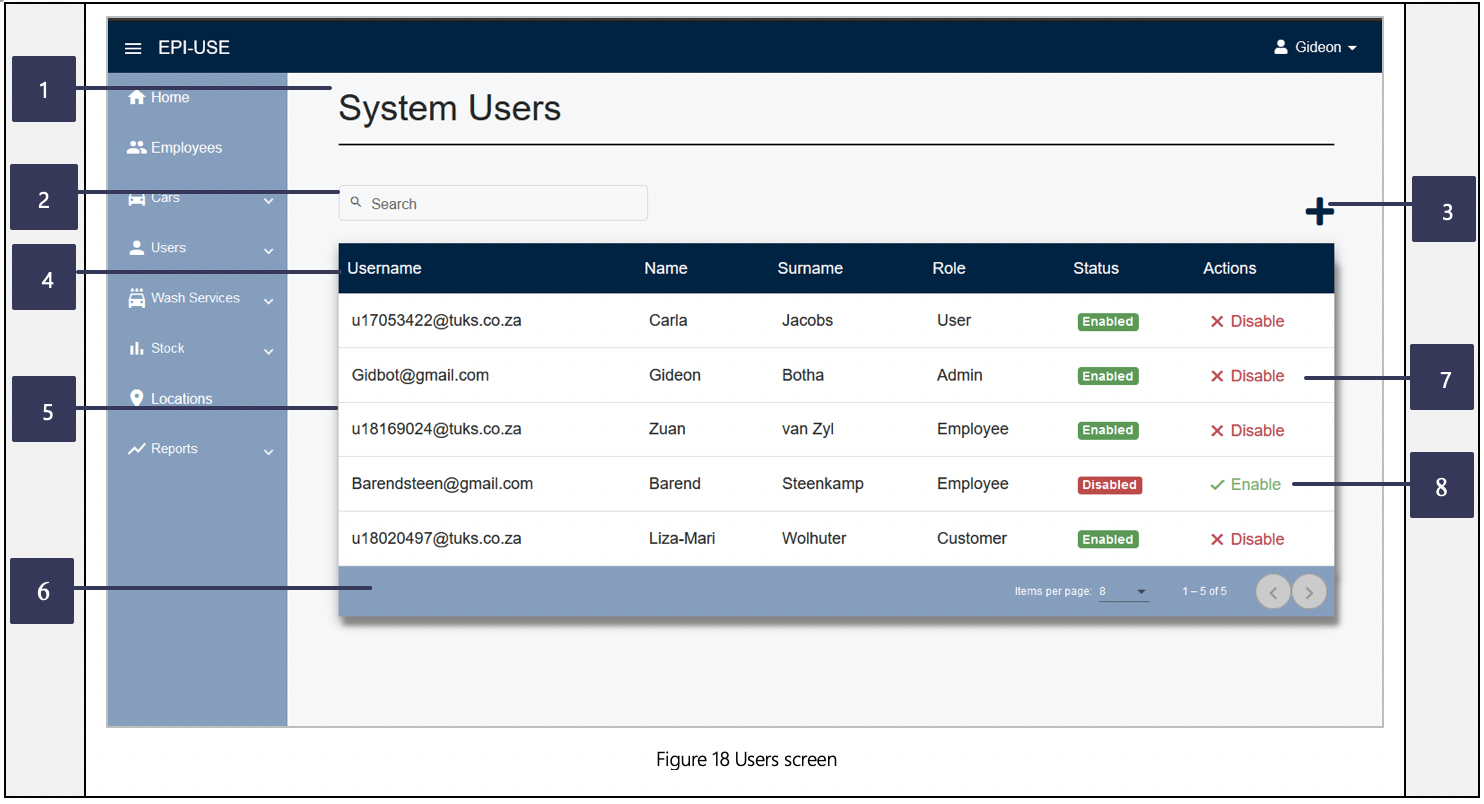 EPI-USE
Gideon
1
Home
System Users
Employees
2
Cars
Search
3
4
Users
Username Name Surname Role Status Actions
Wash Services
u17053422@tuks.co.za Carla Jacobs User Enabled Disable
Stock
7
Gidbot@gmail.com Gideon Botha Admin Enabled Disable
5
Locations
u18169024@tuks.co.za Zuan van Zyl Employee Enabled Disable
Reports
8
Barendsteen@gmail.com Barend Steenkamp Employee Disabled Enable
u18020497@tuks.co.za Liza-Mari Wolhuter Customer Enabled Disable
6
Items per page: 8 1 – 5 of 5
Figure 18 Users screen